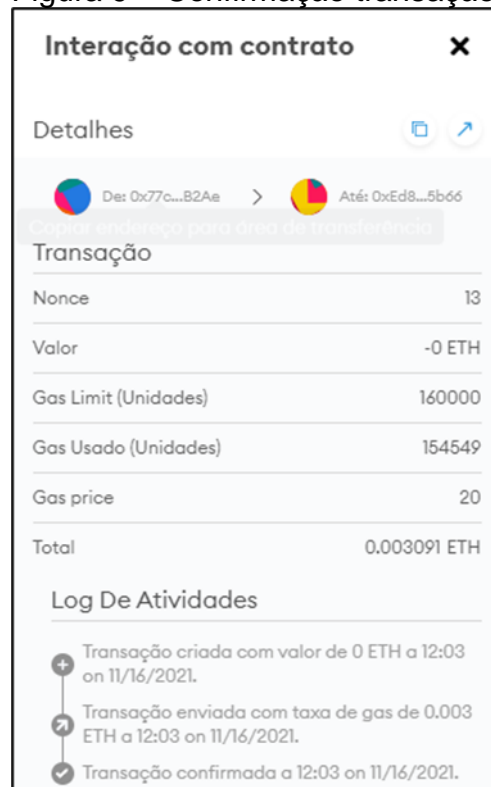 Figura 6 – Confirmação transação
Interação com contrato ×
Detalhes
De: 0x77c...B2Ae > Até: 0xEd8...5b66
Copiar endereço para área de transferência
Transação
Nonce 13
Valor -0 ETH
Gas Limit (Unidades) 160000
Gas Usado (Unidades) 154549
Gas price 20
Total 0.003091 ETH
Log De Atividades
Transação criada com valor de 0 ETH a 12:03
on 11/16/2021.
Transação enviada com taxa de gas de 0.003
ETH a 12:03 on 11/16/2021.
Transação confirmada a 12:03 on 11/16/2021.